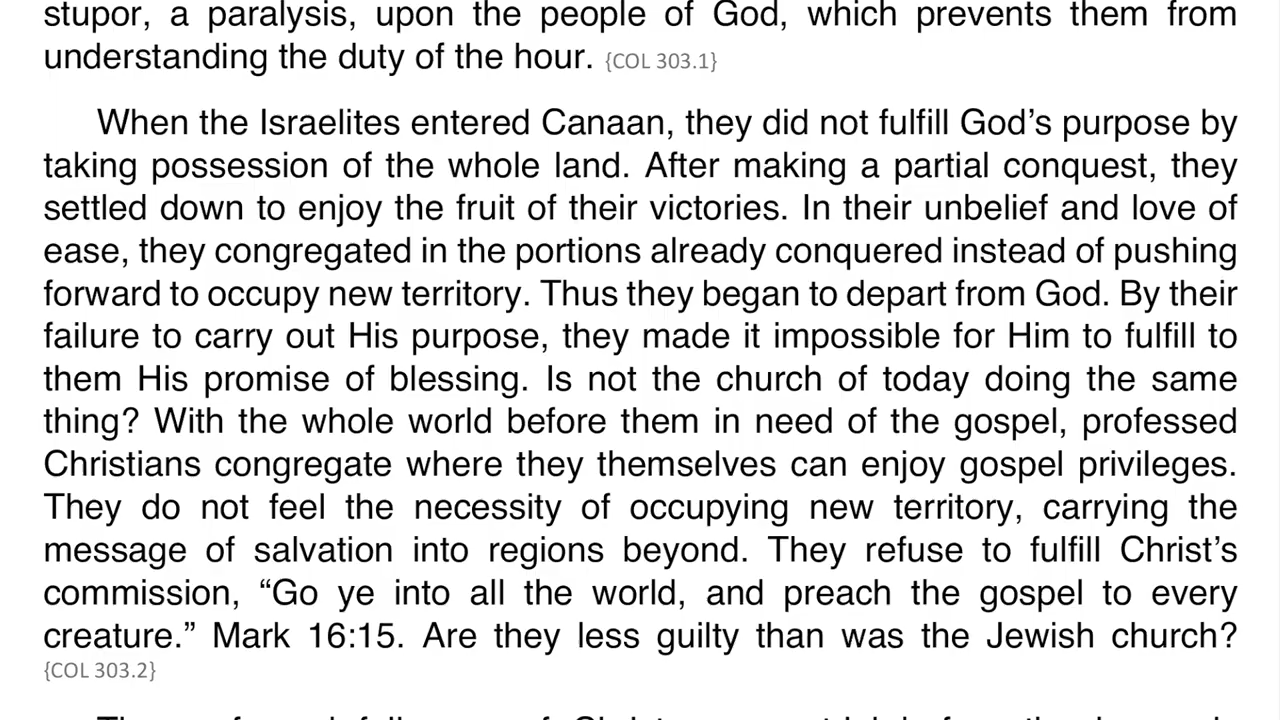 stupor, a paralysis, upon the people of God, which prevents them from
understanding the duty of the hour. {COL 303.1}
When the Israelites entered Canaan, they did not fulfill God’s purpose by
taking possession of the whole land. After making a partial conquest, they
settled down to enjoy the fruit of their victories. In their unbelief and love of
ease, they congregated in the portions already conquered instead of pushing
forward to occupy new territory. Thus they began to depart from God. By their
failure to carry out His purpose, they made it impossible for Him to fulfill to
them His promise of blessing. Is not the church of today doing the same
thing? With the whole world before them in need of the gospel, professed
Christians congregate where they themselves can enjoy gospel privileges.
They do not feel the necessity of occupying new territory, carrying the
message of salvation into regions beyond. They refuse to fulfill Christ’s
commission, “Go ye into all the world, and preach the gospel to every
creature.” Mark 16:15. Are they less guilty than was the Jewish church?
{COL 303.2}